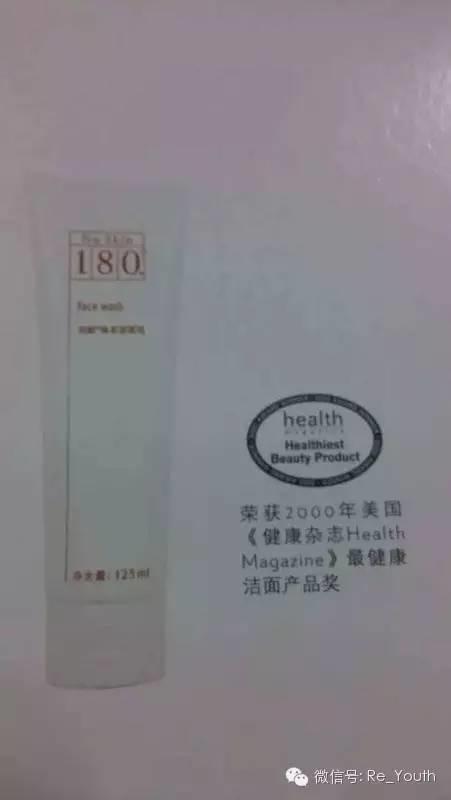 Nu Skin
180°
Face wash
净含量: 125ml
health
magazine
Healthiest
Beauty Product
荣获2000年美国
《健康杂志Health
Magazine》最健康
洁面产品奖
微信号: Re_Youth